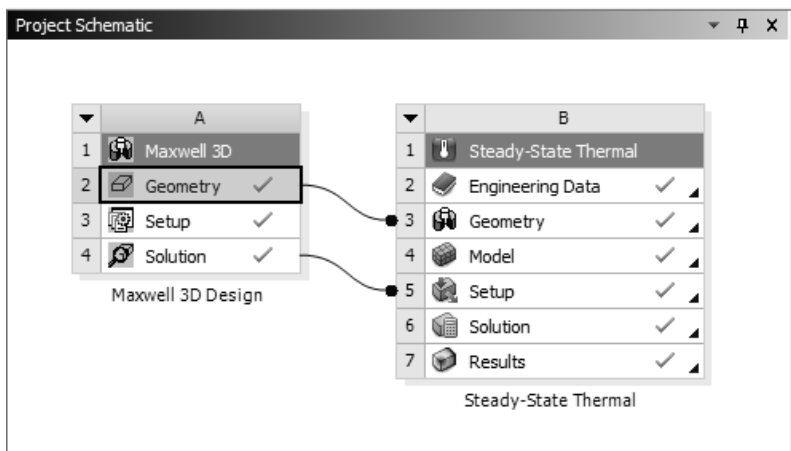 Project Schematic
A
1 Maxwell 3D
2 Geometry
3 Setup
4 Solution
Maxwell 3D Design
B
1 Steady-State Thermal
2 Engineering Data
3 Geometry
4 Model
5 Setup
6 Solution
7 Results
Steady-State Thermal